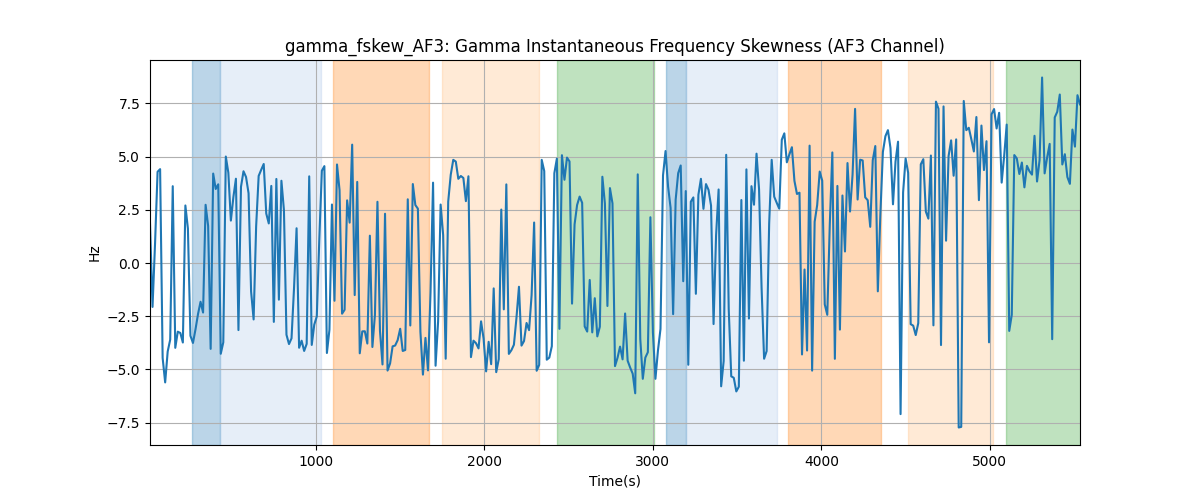 gamma_fskew_AF3: Gamma Instantaneous Frequency Skewness (AF3 Channel)
7.5
5.0
2.5
0.0
−2.5
−5.0
−7.5
Hz
1000 2000 3000 4000 5000
Time(s)